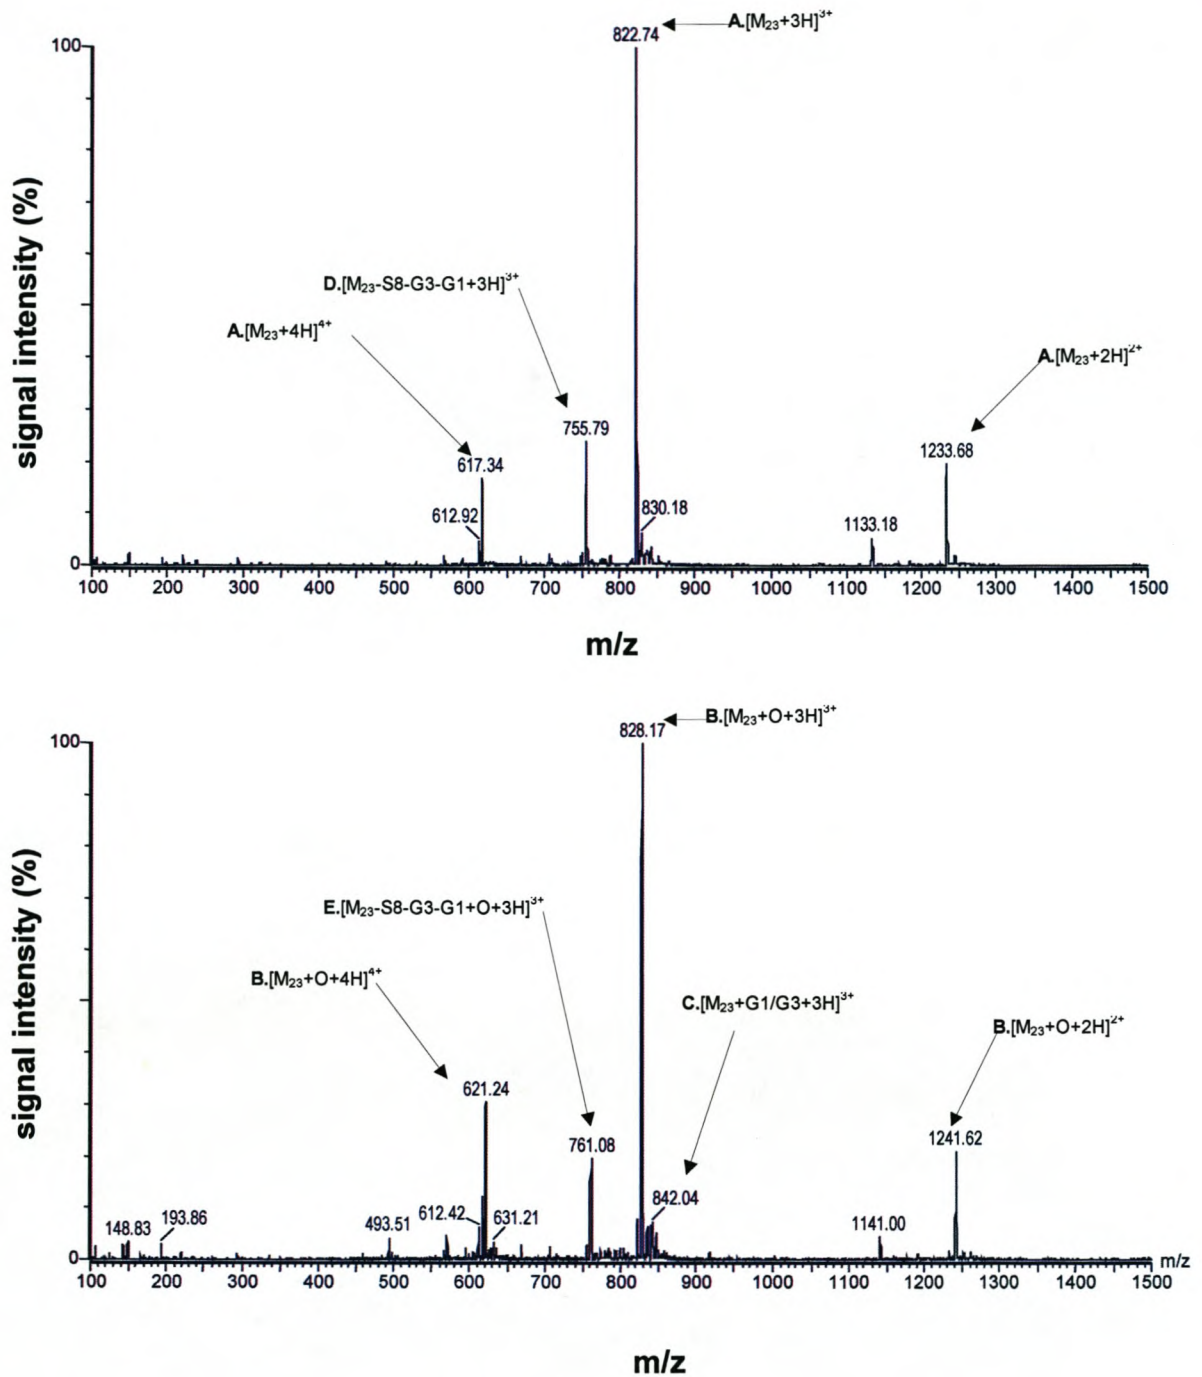 A.[M₂₃+3H]³⁺
822.74
100
signal intensity (%)
D.[M₂₃-S8-G3-G1+3H]³⁺
A.[M₂₃+4H]⁴⁺
A.[M₂₃+2H]²⁺
755.79
617.34
1233.68
612.92
830.18
1133.18
0
100 200 300 400 500 600 700 800 900 1000 1100 1200 1300 1400 1500
m/z
B.[M₂₃+O+3H]³⁺
828.17
100
signal intensity (%)
E.[M₂₃-S8-G3-G1+O+3H]³⁺
B.[M₂₃+O+4H]⁴⁺
C.[M₂₃+G1/G3+3H]³⁺
B.[M₂₃+O+2H]²⁺
621.24
761.08
1241.62
842.04
148.83
193.86
493.51
612.42
631.21
1141.00
0
100 200 300 400 500 600 700 800 900 1000 1100 1200 1300 1400 1500 m/z
m/z